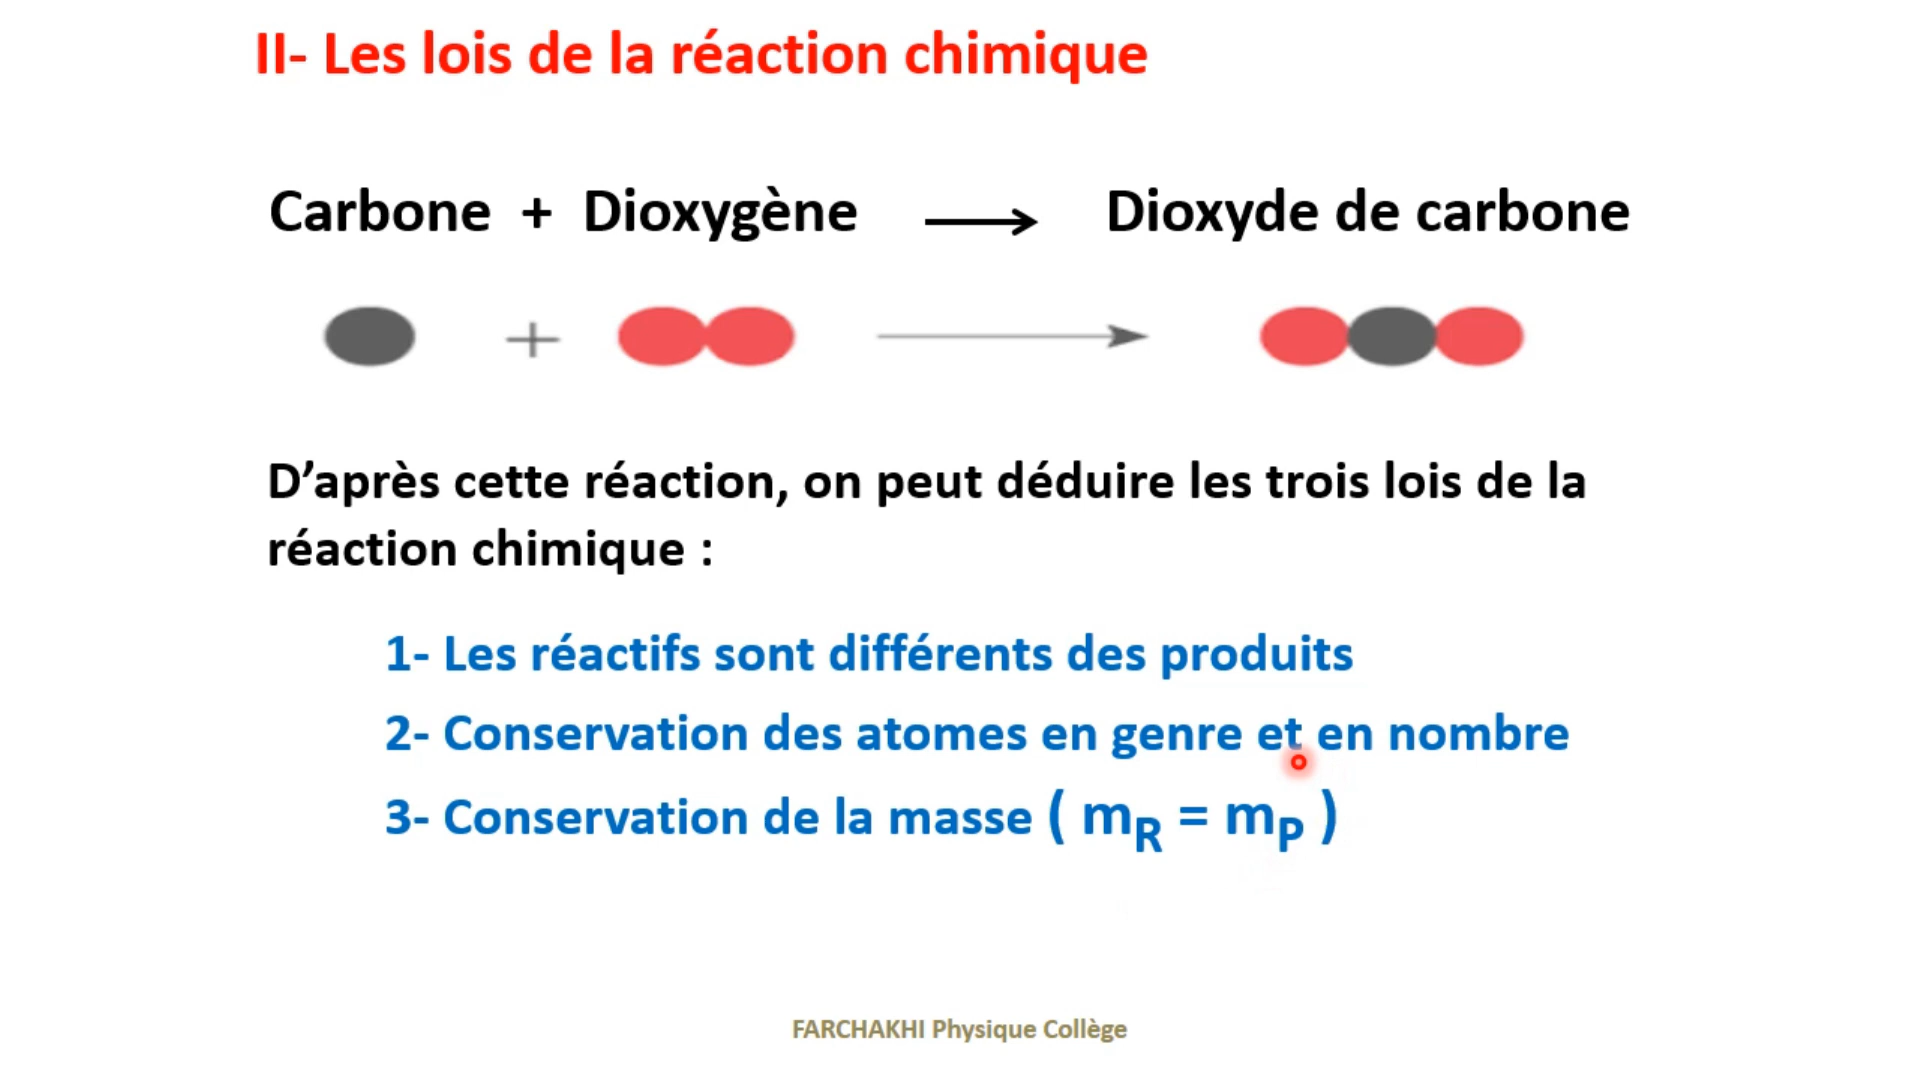 II- Les lois de la réaction chimique
Carbone + Dioxygène ⟶ Dioxyde de carbone
+
D’après cette réaction, on peut déduire les trois lois de la
réaction chimique :
1- Les réactifs sont différents des produits
2- Conservation des atomes en genre et en nombre
3- Conservation de la masse ( m_R = m_P )
FARCHAKHI Physique Collège